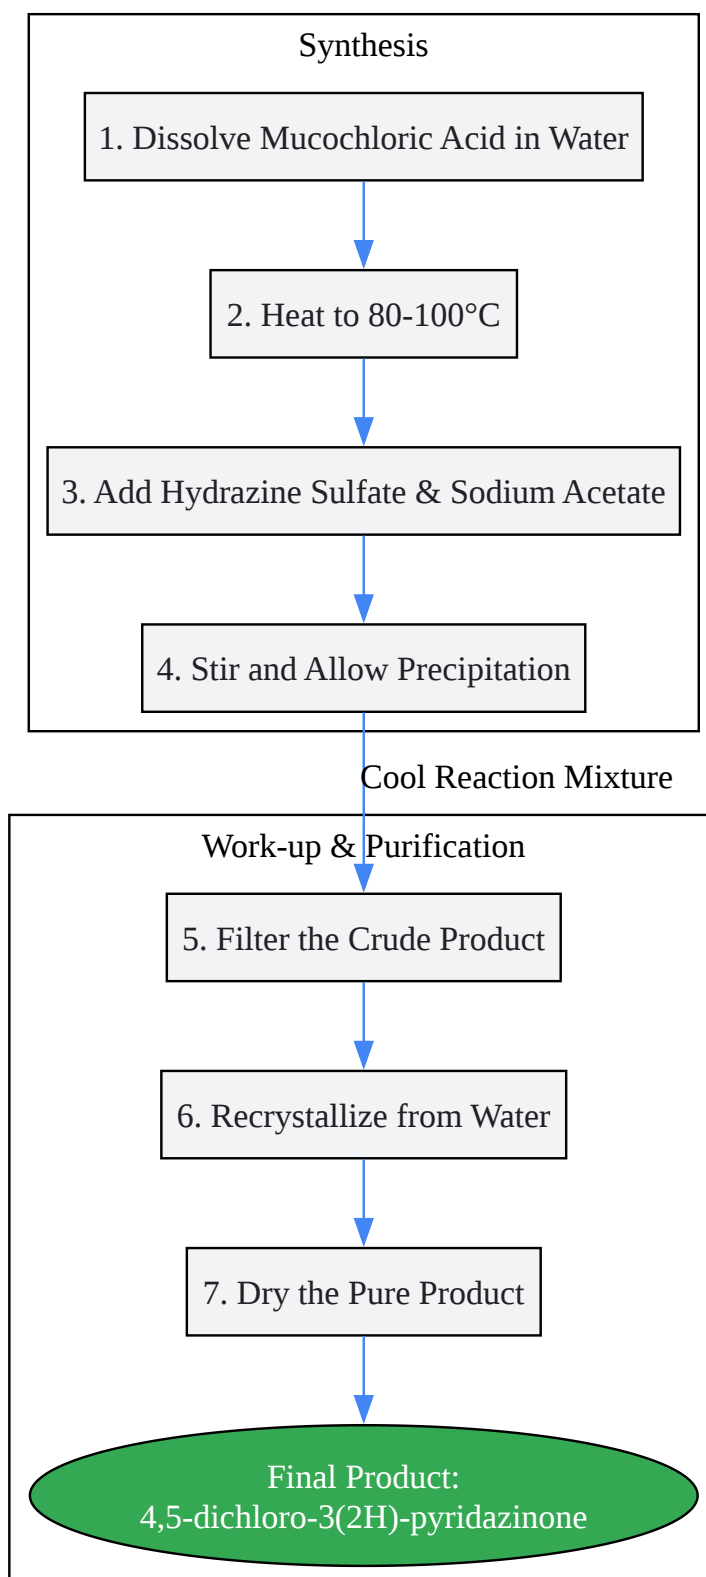 Synthesis
1. Dissolve Mucochloric Acid in Water
2. Heat to 80-100°C
3. Add Hydrazine Sulfate & Sodium Acetate
4. Stir and Allow Precipitation
Cool Reaction Mixture
Work-up & Purification
5. Filter the Crude Product
6. Recrystallize from Water
7. Dry the Pure Product
Final Product:
4,5-dichloro-3(2H)-pyridazinone